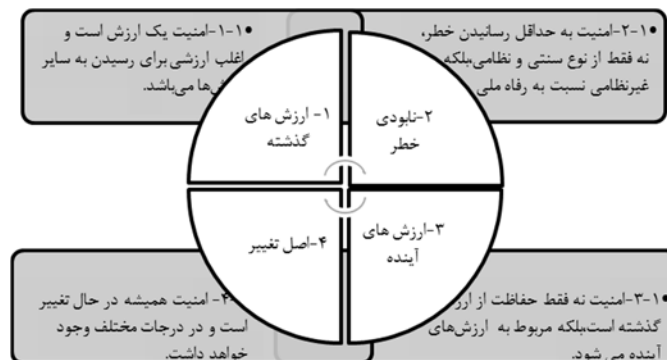 •۱-۱-امنیت یک ارزش است و
اغلب ارزشی برای رسیدن به سایر
می‌باشد.
•۱-۲-امنیت به حداقل رسانیدن خطر،
نه فقط از نوع سنتی و نظامی،بلکه
غیرنظامی نسبت به رفاه ملی
۱- ارزش های
گذشته
۲-نابودی
خطر
۳-ارزش های
آینده
۴-اصل تغییر
•۱-۳-امنیت نه فقط حفاظت از
گذشته است،بلکه مربوط به ارزش‌های
آینده می شود.
امنیت همیشه در حال تغییر
است و در درجات مختلف وجود
خواهد داشت.